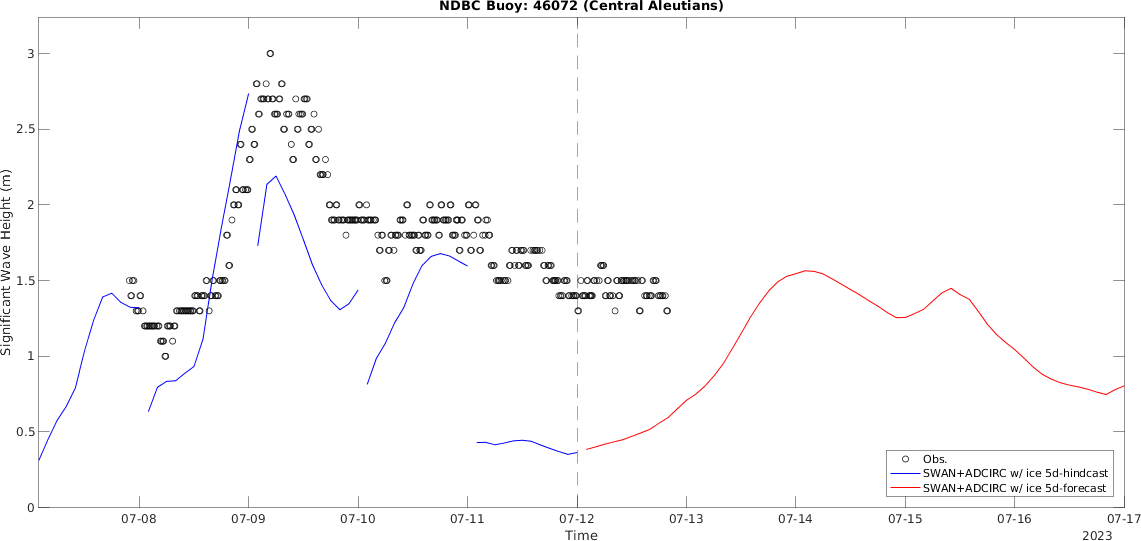 NDBC Buoy: 46072 (Central Aleutians)
Significant Wave Height (m)
3
2.5
2
1.5
1
0.5
0
Obs.
SWAN+ADCIRC w/ ice 5d-hindcast
SWAN+ADCIRC w/ ice 5d-forecast
07-08 07-09 07-10 07-11 07-12 07-13 07-14 07-15 07-16 07-17
Time
2023